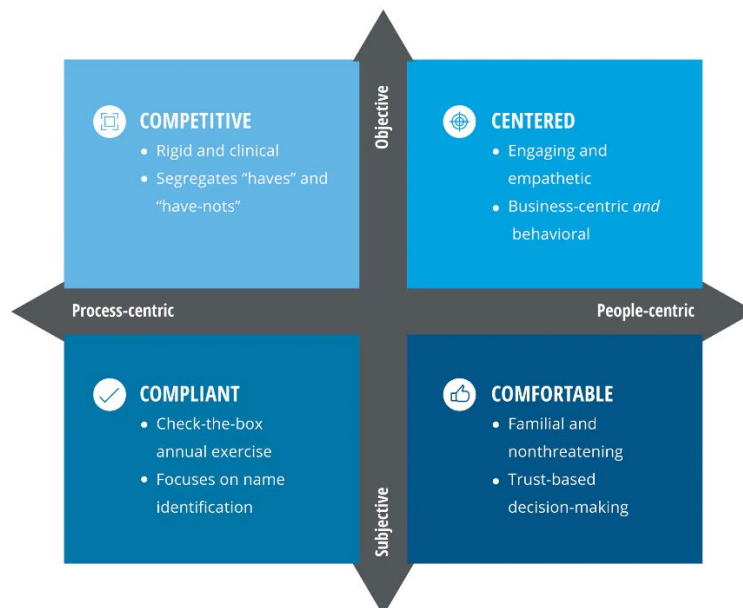 Objective
COMPETITIVE
• Rigid and clinical
• Segregates “haves” and
“have-nots”
CENTERED
• Engaging and
empathetic
• Business-centric and
behavioral
Process-centric
People-centric
COMPLIANT
• Check-the-box
annual exercise
• Focuses on name
identification
COMFORTABLE
• Familial and
nonthreatening
• Trust-based
decision-making
Subjective